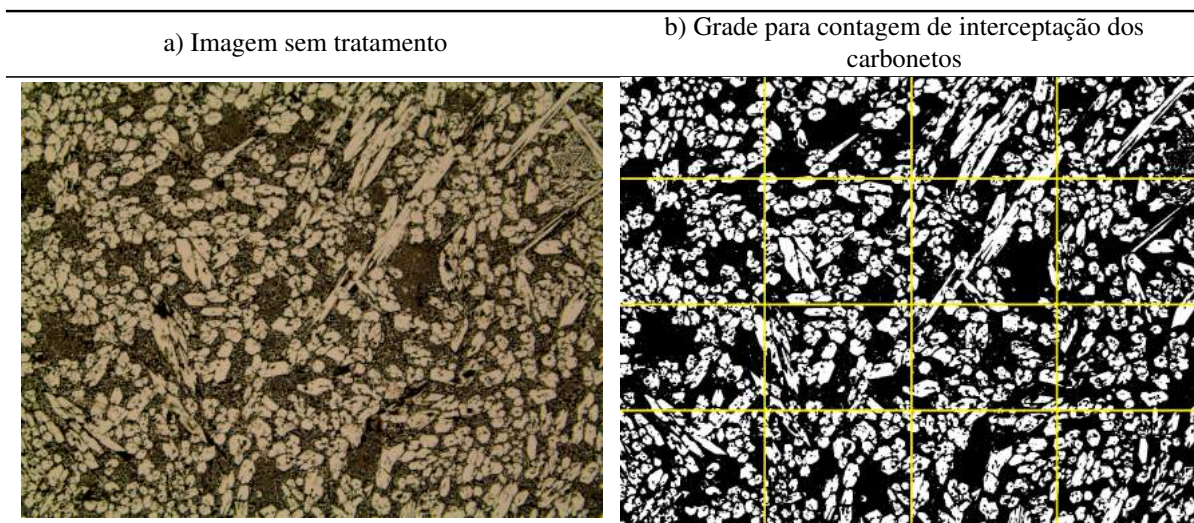 a) Imagem sem tratamento
b) Grade para contagem de interceptação dos
carbonetos